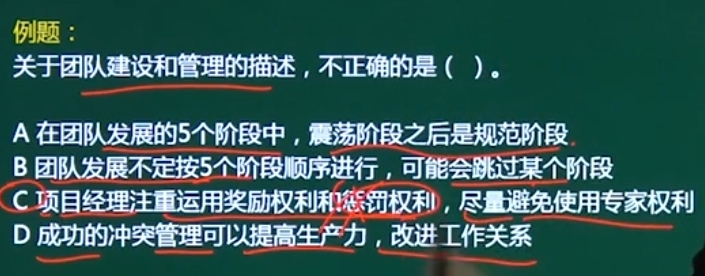 例题：
关于团队建设和管理的描述，不正确的是（ ）。
A 在团队发展的5个阶段中，震荡阶段之后是规范阶段
B 团队发展不定按5个阶段顺序进行，可能会跳过某个阶段
C 项目经理注重运用奖励权利和惩罚权利，尽量避免使用专家权利
D 成功的冲突管理可以提高生产力，改进工作关系